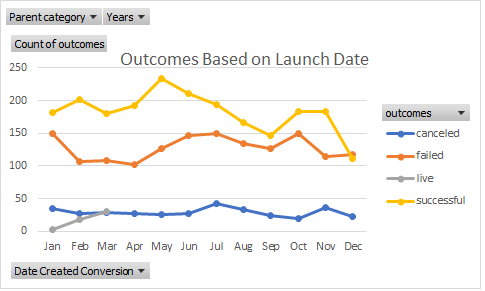 Parent category Years
Count of outcomes
Outcomes Based on Launch Date
250
200
150
100
50
0
Jan Feb Mar Apr May Jun Jul Aug Sep Oct Nov Dec
outcomes
canceled
failed
live
successful
Date Created Conversion